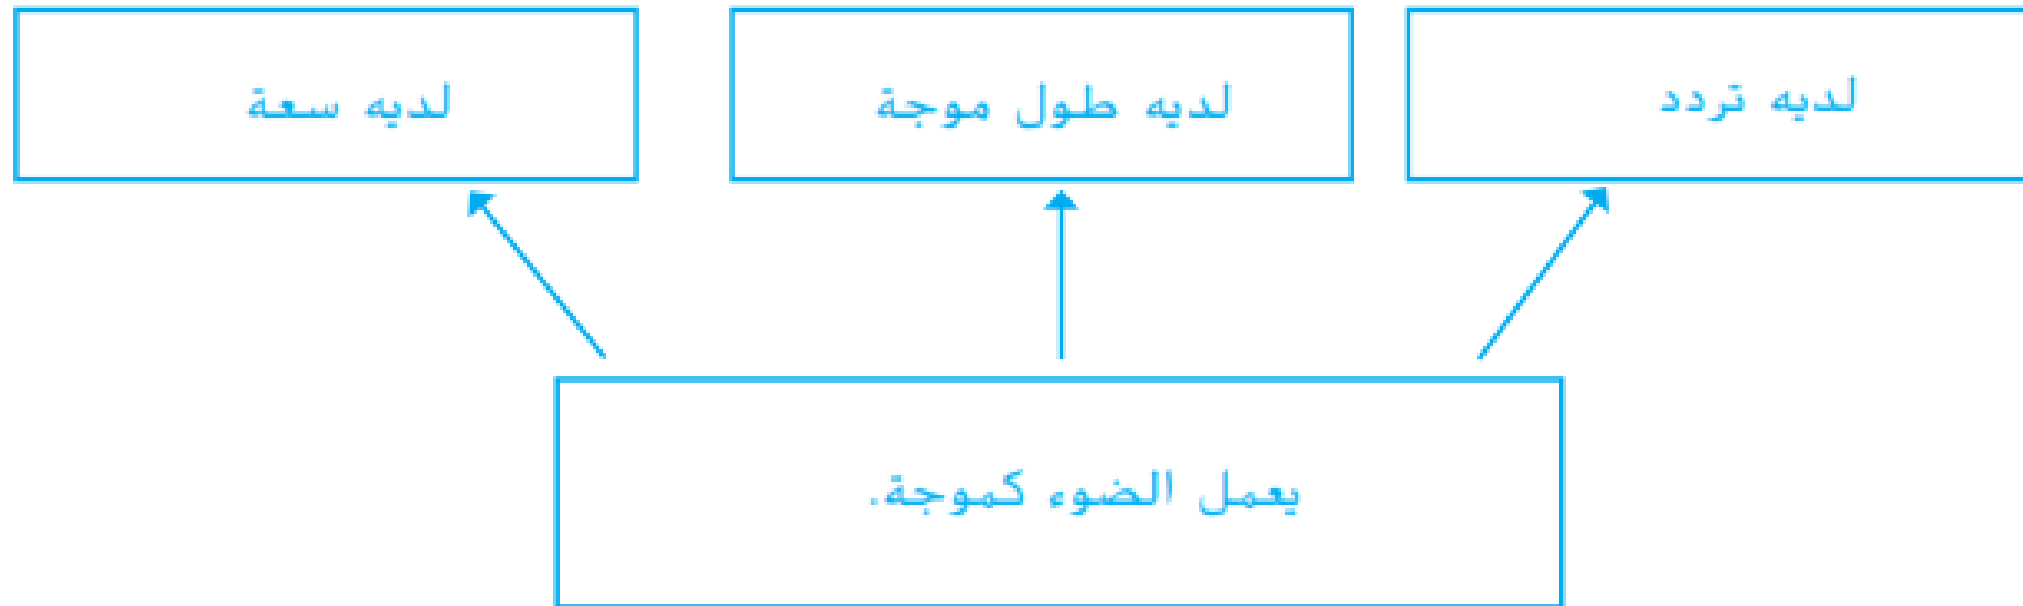 لديه تردد
لديه طول موجة
لديه سعة
يعمل الضوء كموجة.